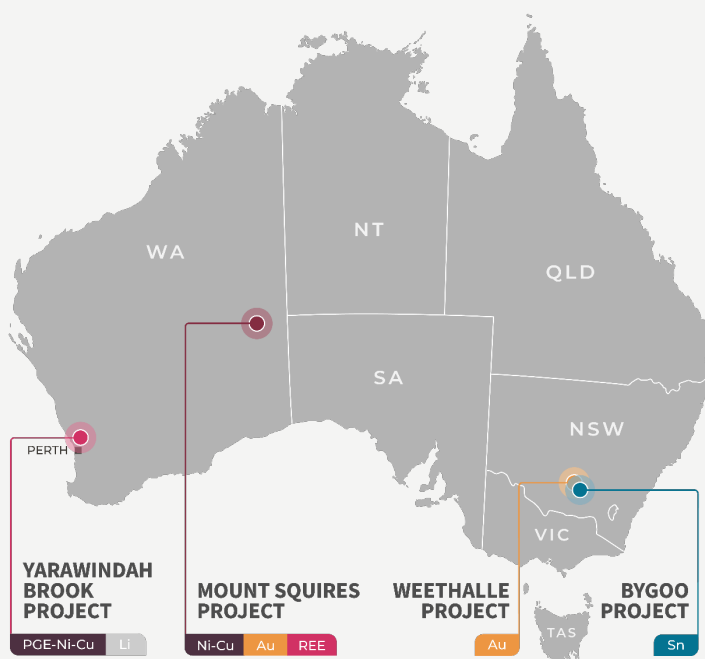 WA
NT
QLD
SA
NSW
PERTH
VIC
TAS
YARAWINDAH
BROOK
PROJECT
PGE-Ni-Cu Li
MOUNT SQUIRES
PROJECT
Ni-Cu Au REE
WEETHALLE
PROJECT
Au
BYGOO
PROJECT
Sn